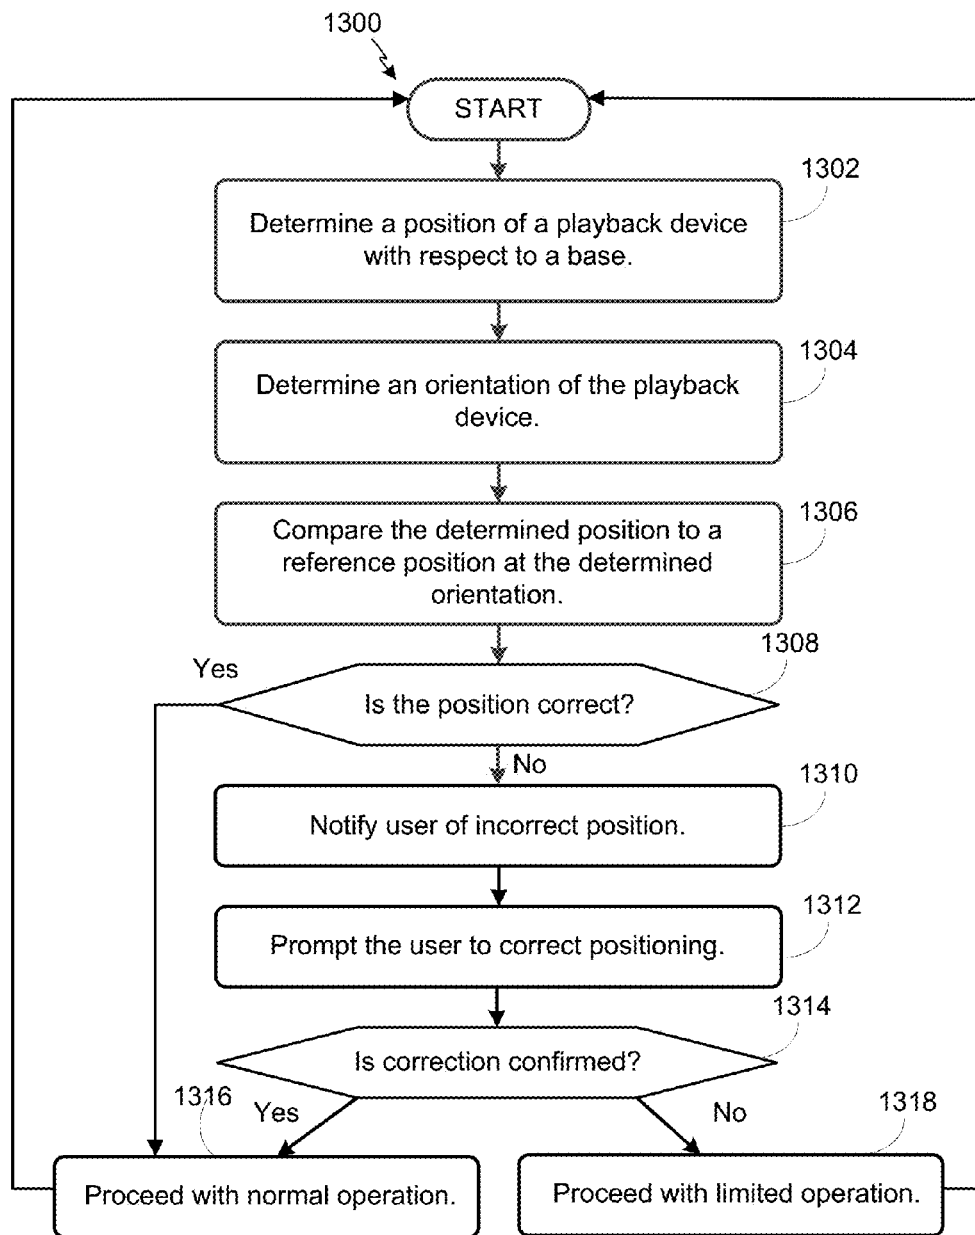 1300
START
1302
Determine a position of a playback device
with respect to a base.
1304
Determine an orientation of the playback
device.
1306
Compare the determined position to a
reference position at the determined
orientation.
1308
Yes
Is the position correct?
No
1310
Notify user of incorrect position.
1312
Prompt the user to correct positioning.
1314
Is correction confirmed?
1316
Yes
No
1318
Proceed with normal operation.
Proceed with limited operation.